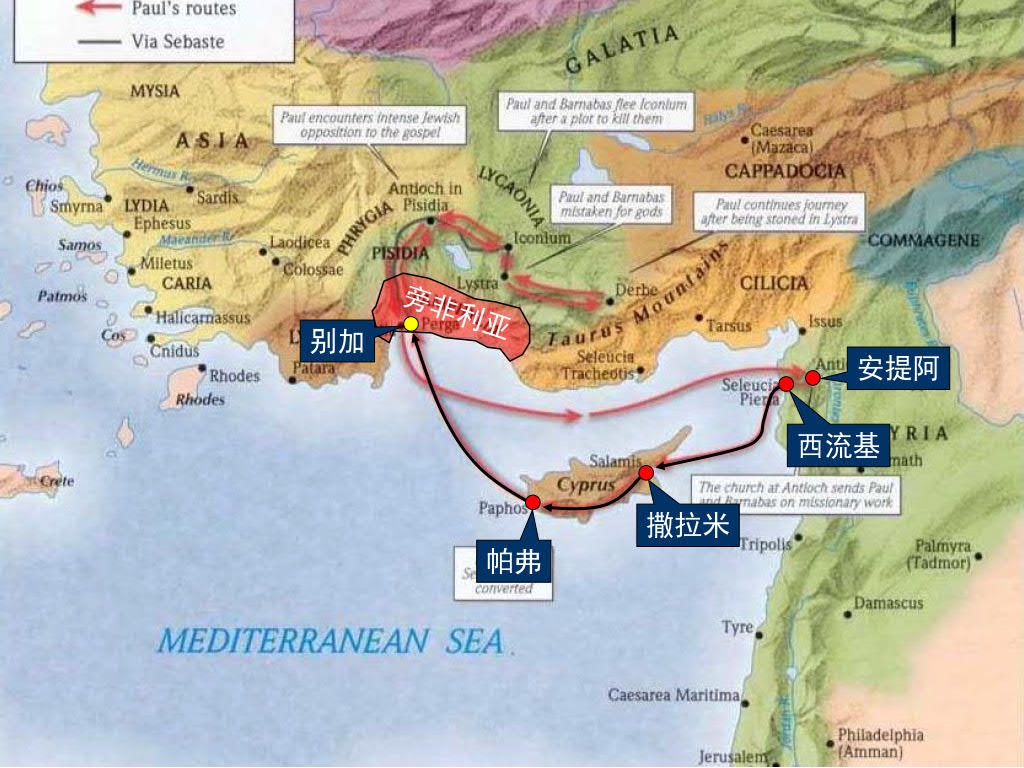 Paul's routes
Via Sebaste
GALATIA
MYSIA
Paul and Barnabas flee Iconium
after a plot to kill them
Paul encounters intense Jewish
opposition to the gospel
ASIA
Halys R.
Caesarea
(Mazaca)
CAPPADOCIA
Hermus R.
LYCAONIA
Chios
Smyrna
LYDIA
Sardis
Antioch in
Pisidia
Paul and Barnabas
mistaken for gods
Paul continues journey
after being stoned in Lystra
Ephesus
PHRYGIA
Samos
Maeander R.
Laodicea
PISIDIA
Iconium
COMMAGENE
Miletus
Colossae
CARIA
Lystra
Derbe
CILICIA
Patmos
旁非利亚
Taurus Mountains
Halicarnassus
Perga
Tarsus
Issus
Cos
别加
Cnidus
Seleucia
Tracheotis
Rhodes
Patara
Anti
安提阿
Seleucia
Pieria
Rhodes
西流基
YRIA
Salamis
math
Crete
Cyprus
The church at Antioch sends Paul
and Barnabas on missionary work
Paphos
撒拉米
帕弗
converted
Tripolis
Palmyra
(Tadmor)
Damascus
MEDITERRANEAN SEA
Tyre
Caesarea Maritima
Jordan R.
Philadelphia
(Amman)
Jerusalem